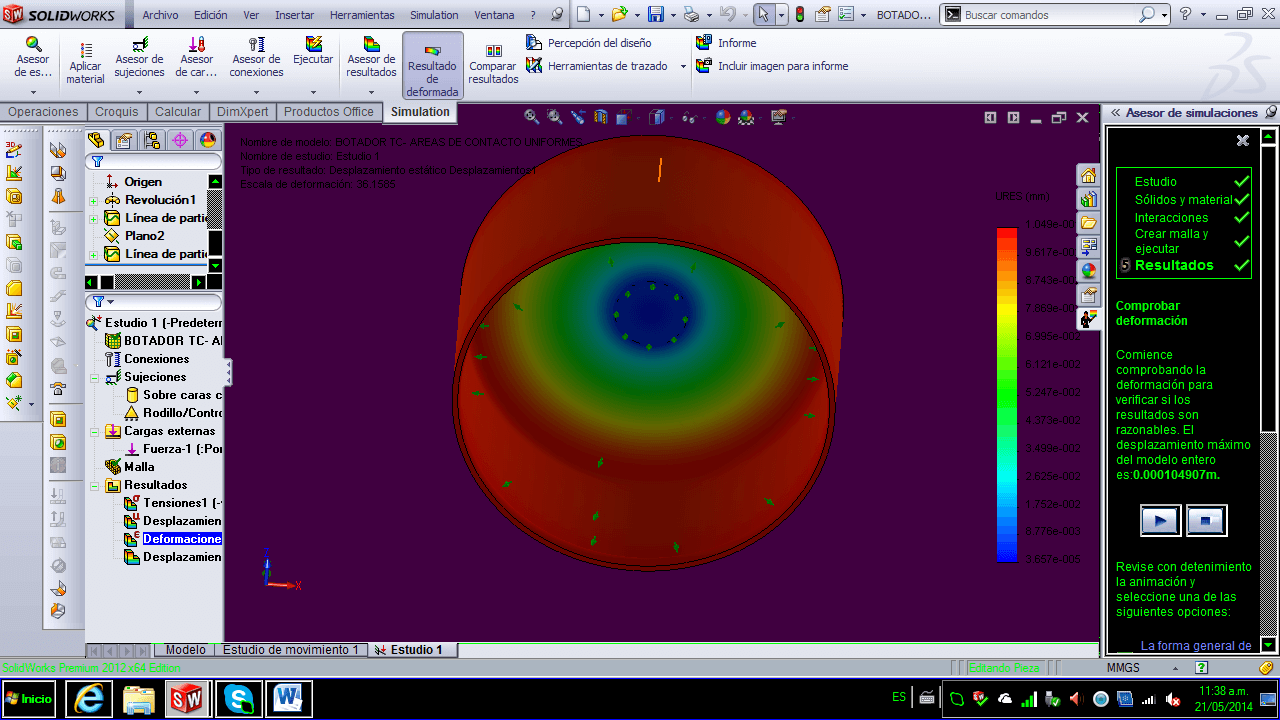 SOLIDWORKS
Archivo Edición Ver Insertar Herramientas Simulation Ventana ?
BOTADO...
Buscar comandos
Asesor de es...
Aplicar material
Asesor de sujeciones
Asesor de car...
Asesor de conexiones
Ejecutar
Asesor de resultados
Resultado de deformada
Comparar resultados
Percepción del diseño
Herramientas de trazado
Informe
Incluir imagen para informe
Operaciones Croquis Calcular DimXpert Productos Office Simulation
Origen
Revolución1
Línea de parti
Plano2
Línea de parti
Estudio 1 (-Predetern
BOTADOR TC- A
Conexiones
Sujeciones
Sobre caras c
Rodillo/Contro
Cargas externas
Fuerza-1 (:Por
Malla
Resultados
Tensiones1 (-
Desplazamien
Deformacione
Desplazamien
Nombre de modelo: BOTADOR TC- AREAS DE CONTACTO UNIFORMES
Nombre de estudio: Estudio 1
Tipo de resultado: Desplazamiento estático Desplazamientos1
Escala de deformación: 36.1585
URES (mm)
1.049e-001
9.617e-002
8.743e-002
7.869e-002
6.995e-002
6.121e-002
5.247e-002
4.373e-002
3.499e-002
2.625e-002
1.752e-002
8.776e-003
3.657e-005
X
Asesor de simulaciones
Estudio
Sólidos y material
Interacciones
Crear malla y
ejecutar
5 Resultados
Comprobar
deformación
Comience
comprobando la
deformación para
verificar si los
resultados son
razonables. El
desplazamiento máximo
del modelo entero
es:0.000104907m.
Revise con detenimiento
la animación y
seleccione una de las
siguientes opciones:
La forma general de
Modelo Estudio de movimiento 1 Estudio 1
SolidWorks Premium 2012 x64 Edition
Editando Pieza
MMGS
Inicio
ES
11:38 a.m.
21/05/2014